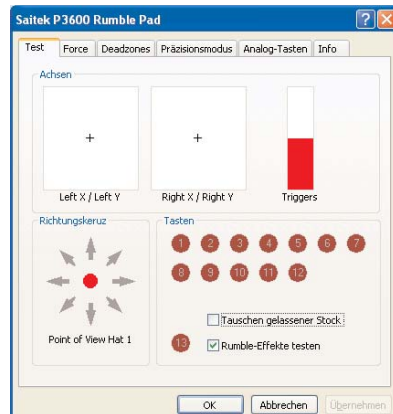 Saitek P3600 Rumble Pad
Test Force Deadzones Präzisionsmodus Analog-Tasten Info
Achsen
Left X / Left Y Right X / Right Y Triggers
Richtungskeruz
Tasten
1 2 3 4 5 6 7
8 9 10 11 12
Tauschen gelassener Stock
Point of View Hat 1
13 Rumble-Effekte testen
OK Abbrechen Übernehmen